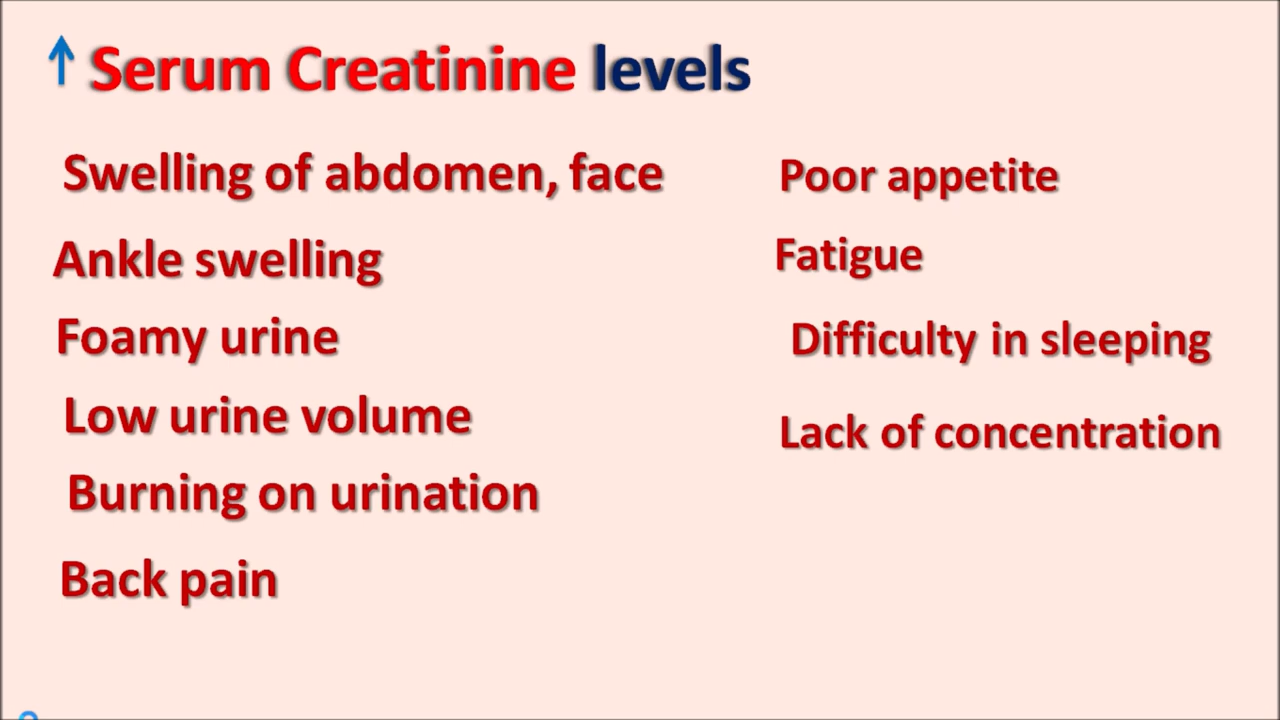 ↑ Serum Creatinine levels
Swelling of abdomen, face
Ankle swelling
Foamy urine
Low urine volume
Burning on urination
Back pain
Poor appetite
Fatigue
Difficulty in sleeping
Lack of concentration